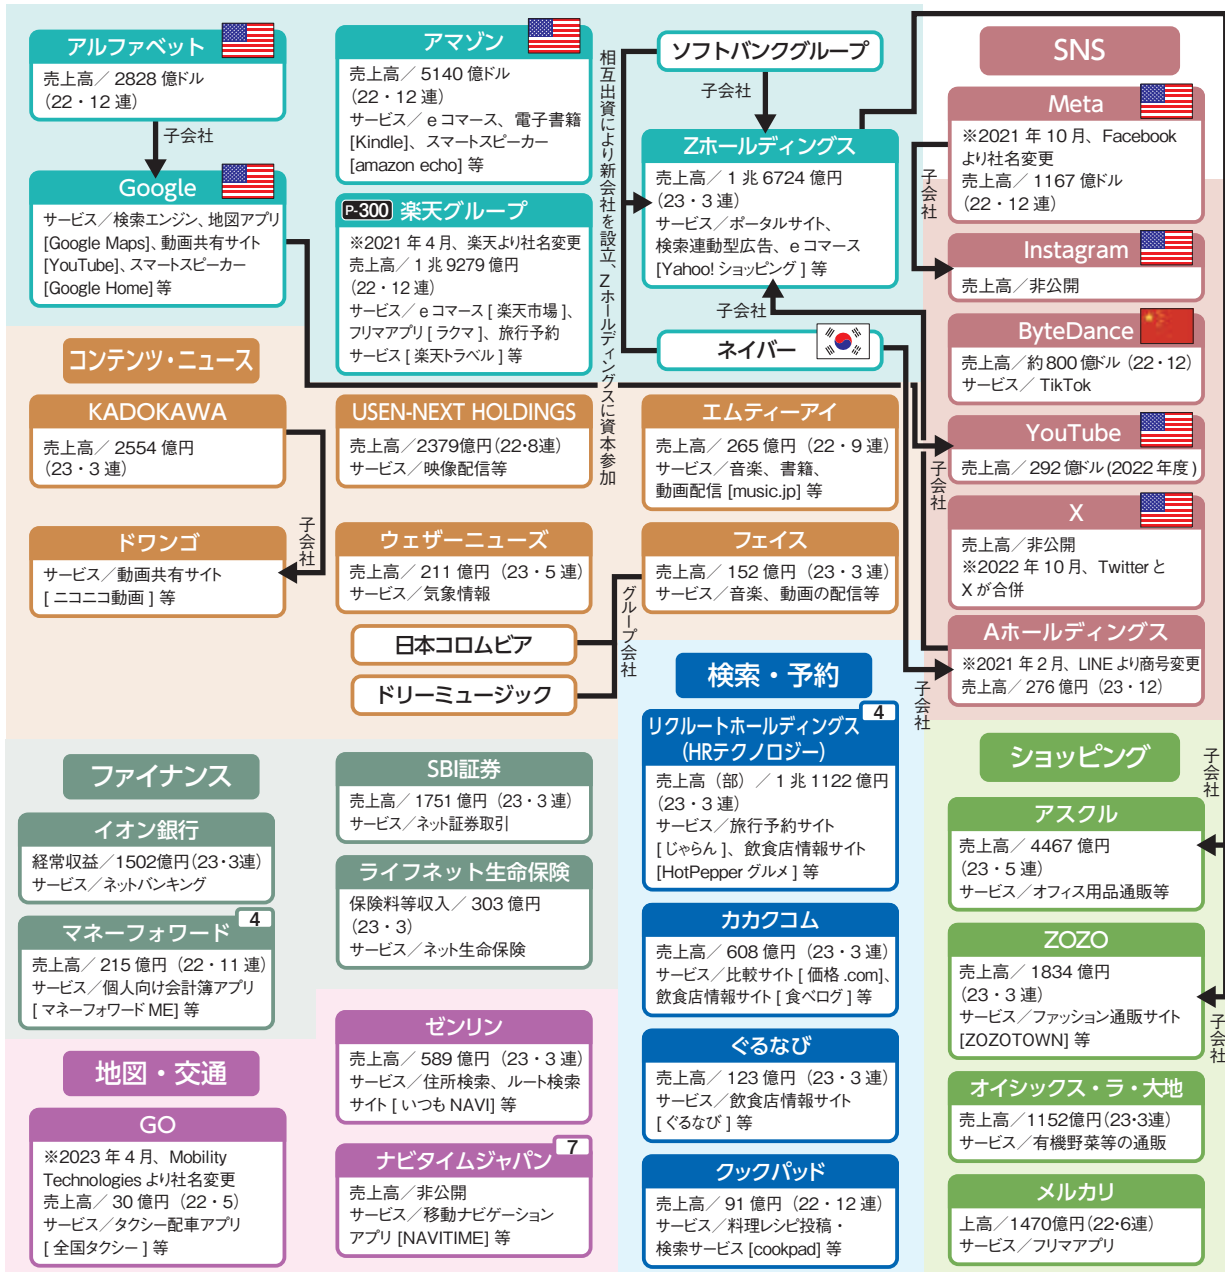 アルファベット
売上高／2828億ドル
（22・12連）
子会社
Google
サービス／検索エンジン、地図アプリ
[Google Maps]、動画共有サイト
[YouTube]、スマートスピーカー
[Google Home]等
アマゾン
売上高／5140億ドル
（22・12連）
サービス／eコマース、電子書籍
[Kindle]、スマートスピーカー
[amazon echo]等
P-300 楽天グループ
※2021年4月、楽天より社名変更
売上高／1兆9279億円
（22・12連）
サービス／eコマース[楽天市場]、
フリマアプリ[ラクマ]、旅行予約
サービス[楽天トラベル]等
相互出資により新会社を設立、Zホールディングスに資本参加
ソフトバンクグループ
子会社
Zホールディングス
売上高／1兆6724億円
（23・3連）
サービス／ポータルサイト、
検索連動型広告、eコマース
[Yahoo!ショッピング]等
子会社
ネイバー
SNS
Meta
※2021年10月、Facebook
より社名変更
売上高／1167億ドル
（22・12連）
子会社
Instagram
売上高／非公開
ByteDance
売上高／約800億ドル（22・12）
サービス／TikTok
YouTube
売上高／292億ドル(2022年度)
子会社
X
売上高／非公開
※2022年10月、Twitterと
Xが合併
Aホールディングス
※2021年2月、LINEより商号変更
売上高／276億円（23・12）
子会社
コンテンツ・ニュース
KADOKAWA
売上高／2554億円
（23・3連）
子会社
ドワンゴ
サービス／動画共有サイト
[ニコニコ動画]等
USEN-NEXT HOLDINGS
売上高／2379億円(22・8連)
サービス／映像配信等
ウェザーニューズ
売上高／211億円（23・5連）
サービス／気象情報
エムティーアイ
売上高／265億円（22・9連）
サービス／音楽、書籍、
動画配信[music.jp]等
フェイス
売上高／152億円（23・3連）
サービス／音楽、動画の配信等
グループ会社
日本コロムビア
ドリーミュージック
検索・予約
リクルートホールディングス 4
(HRテクノロジー)
売上高（部）／1兆1122億円
（23・3連）
サービス／旅行予約サイト
[じゃらん]、飲食店情報サイト
[HotPepperグルメ]等
カカクコム
売上高／608億円（23・3連）
サービス／比較サイト[価格.com]、
飲食店情報サイト[食べログ]等
ぐるなび
売上高／123億円（23・3連）
サービス／飲食店情報サイト
[ぐるなび]等
クックパッド
売上高／91億円（22・12連）
サービス／料理レシピ投稿・
検索サービス[cookpad]等
ファイナンス
イオン銀行
経常収益／1502億円(23・3連)
サービス／ネットバンキング
マネーフォワード 4
売上高／215億円（22・11連）
サービス／個人向け会計簿アプリ
[マネーフォワードME]等
SBI証券
売上高／1751億円（23・3連）
サービス／ネット証券取引
ライフネット生命保険
保険料等収入／303億円
（23・3）
サービス／ネット生命保険
地図・交通
GO
※2023年4月、Mobility
Technologiesより社名変更
売上高／30億円（22・5）
サービス／タクシー配車アプリ
[全国タクシー]等
ゼンリン
売上高／589億円（23・3連）
サービス／住所検索、ルート検索
サイト[いつもNAVI]等
ナビタイムジャパン 7
売上高／非公開
サービス／移動ナビゲーション
アプリ[NAVITIME]等
ショッピング
子会社
アスクル
売上高／4467億円
（23・5連）
サービス／オフィス用品通販等
ZOZO
売上高／1834億円
（23・3連）
サービス／ファッション通販サイト
[ZOZOTOWN]等
子会社
オイシックス・ラ・大地
売上高／1152億円(23・3連)
サービス／有機野菜等の通販
メルカリ
上高／1470億円(22・6連)
サービス／フリマアプリ